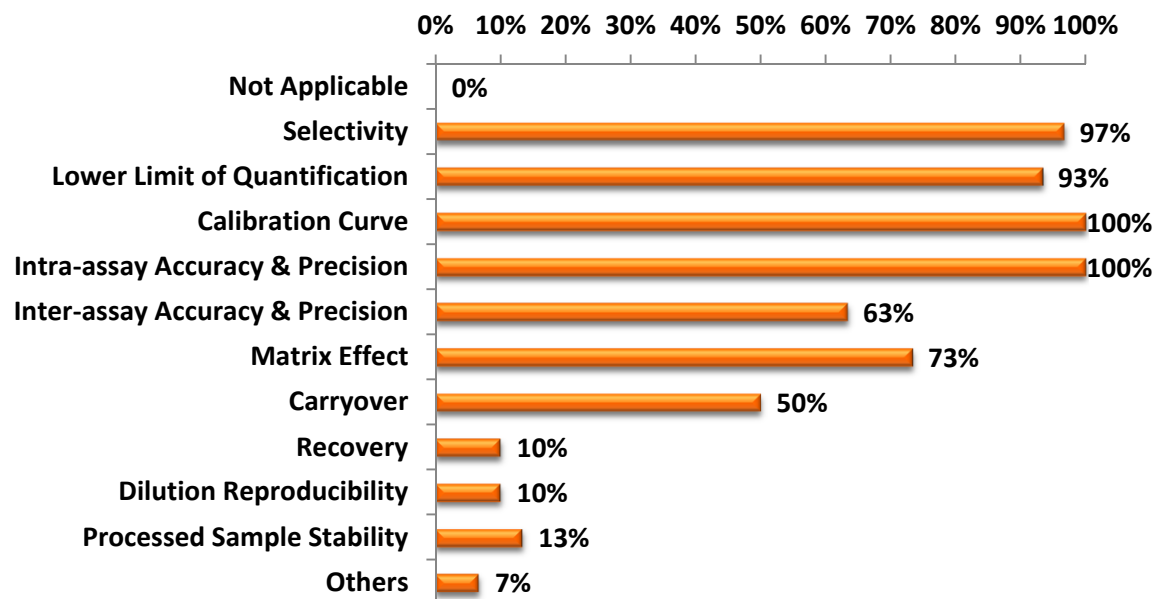 0% 10% 20% 30% 40% 50% 60% 70% 80% 90% 100%
Not Applicable 0%
Selectivity 97%
Lower Limit of Quantification 93%
Calibration Curve 100%
Intra-assay Accuracy & Precision 100%
Inter-assay Accuracy & Precision 63%
Matrix Effect 73%
Carryover 50%
Recovery 10%
Dilution Reproducibility 10%
Processed Sample Stability 13%
Others 7%